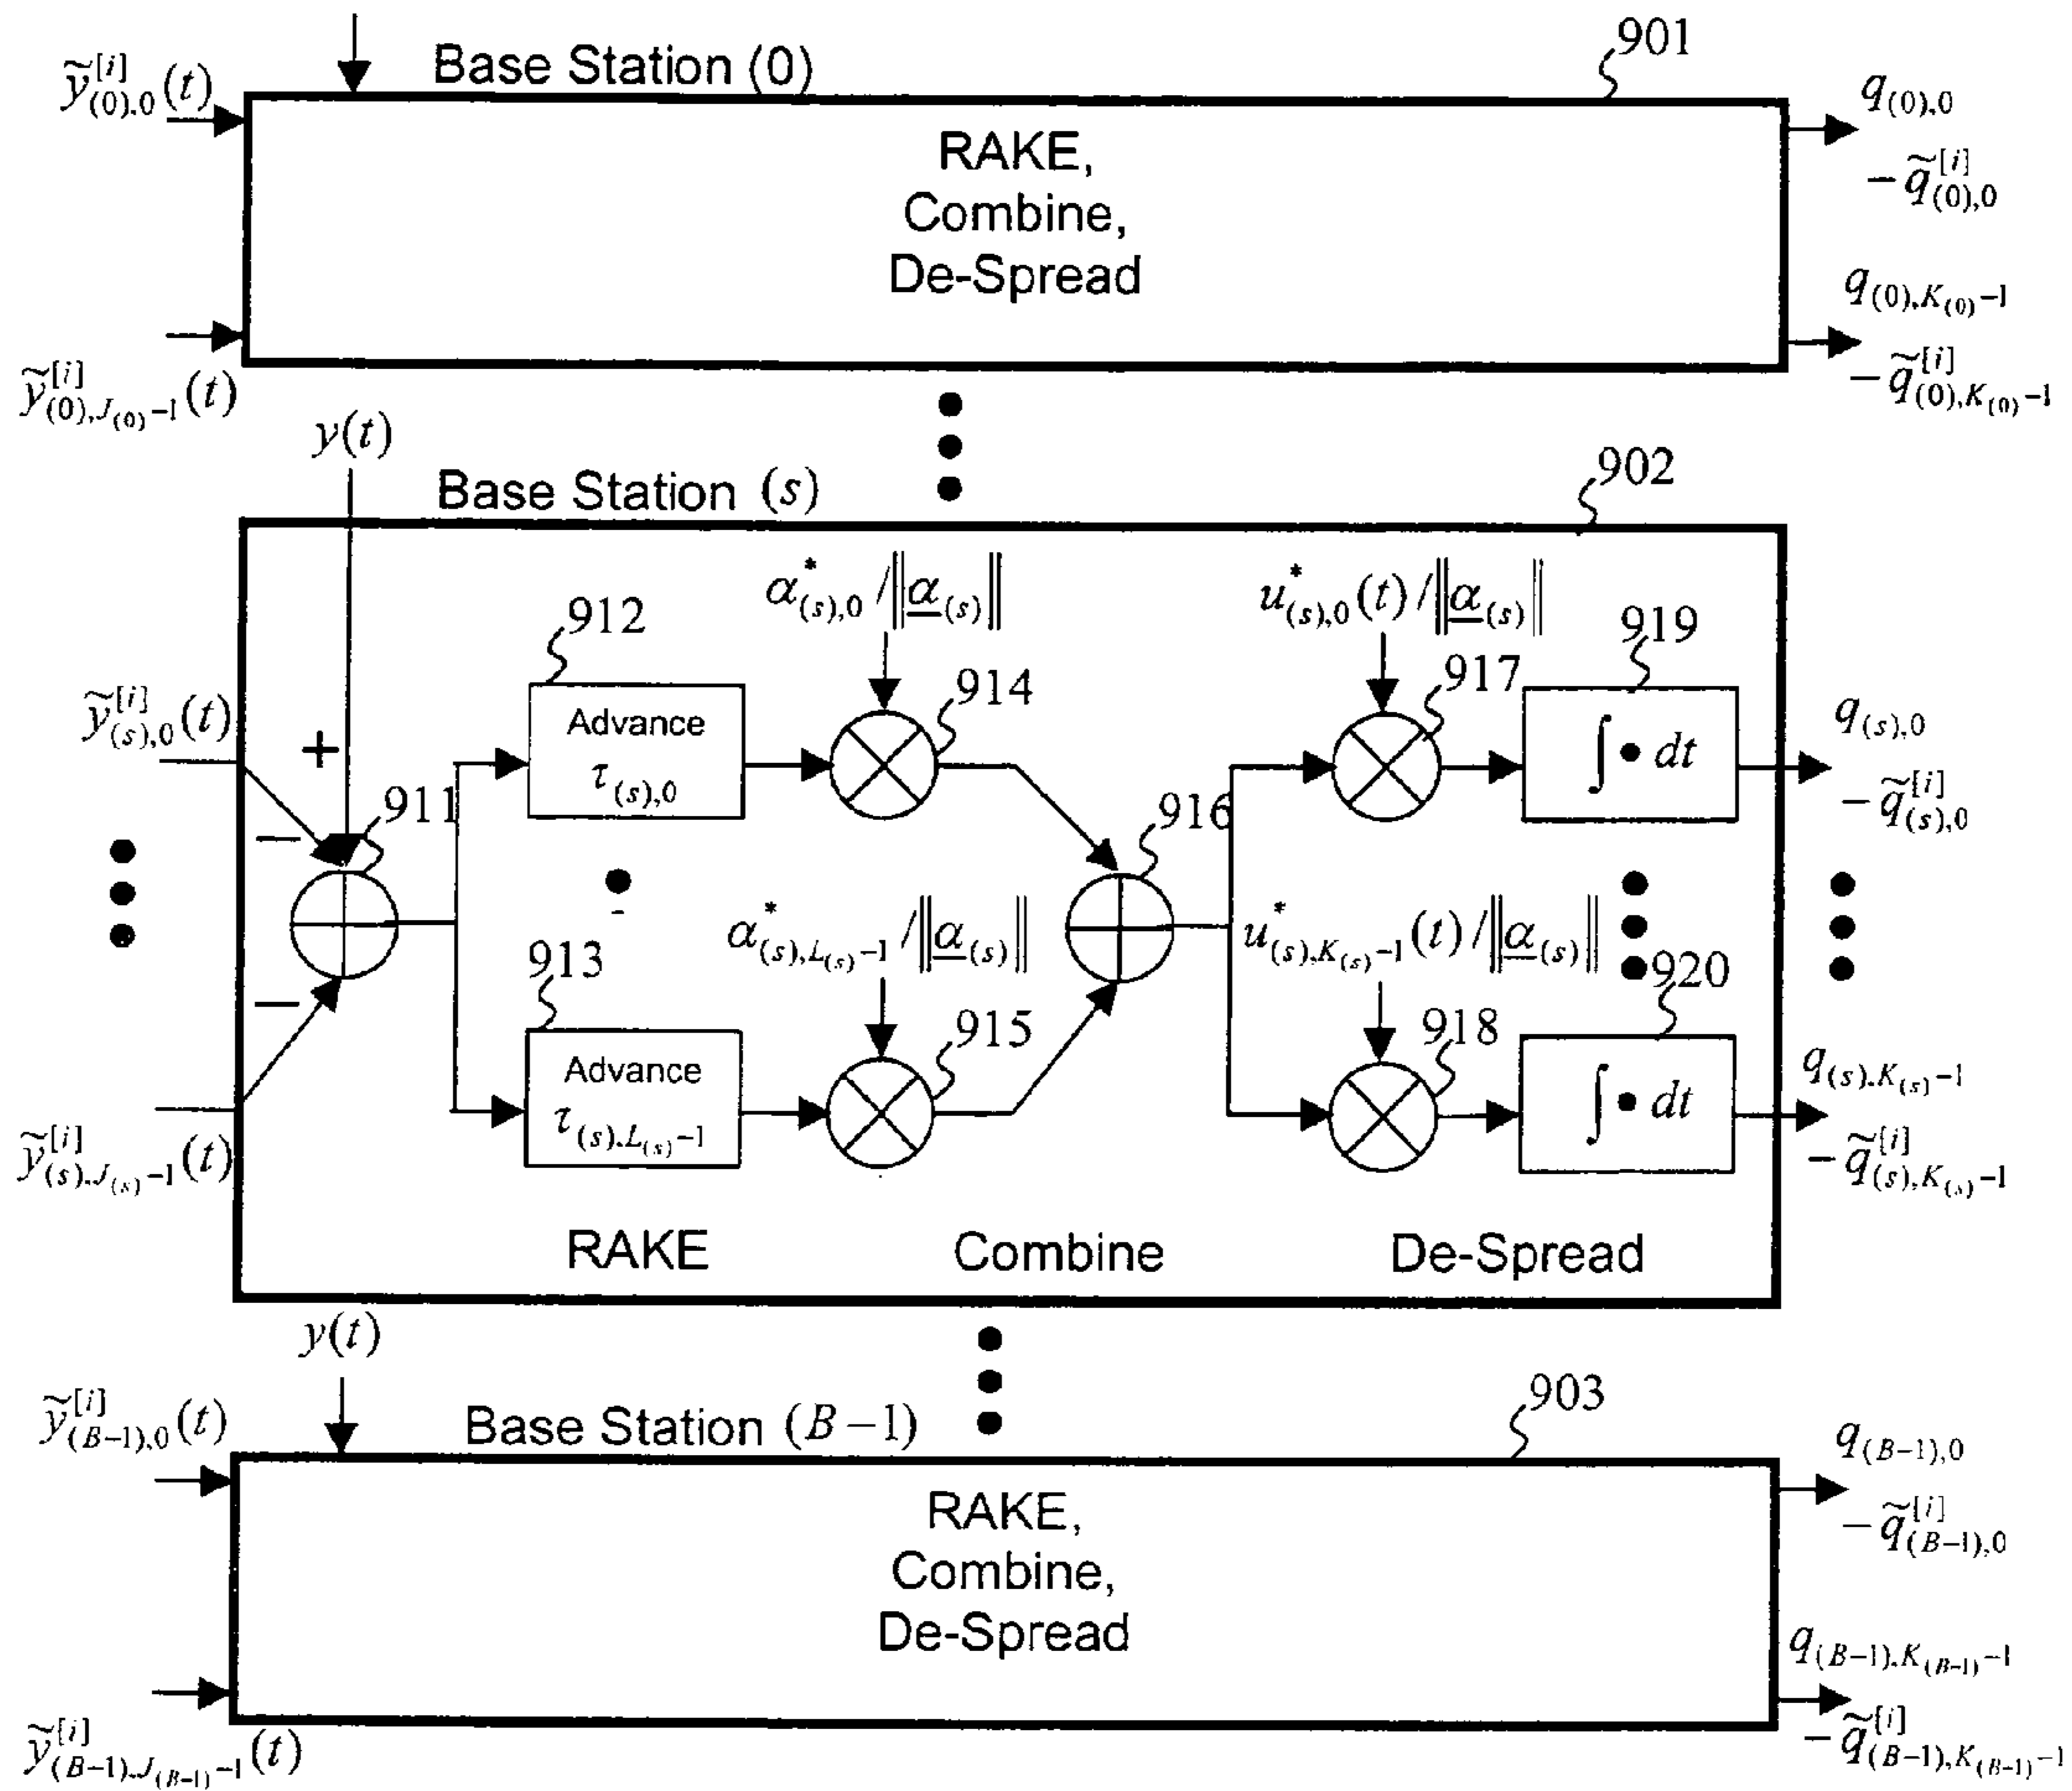 Base Station (0)
901
ỹ^{[i]}_{(0),0}(t)
q_{(0),0}
− q̃^{[i]}_{(0),0}
RAKE,
Combine,
De-Spread
q_{(0),K_{(0)}−1}
− q̃^{[i]}_{(0),K_{(0)}−1}
ỹ^{[i]}_{(0),J_{(0)}−1}(t)
y(t)
Base Station (s)
902
α*_{(s),0} /‖α_{(s)}‖
u*_{(s),0}(t) /‖α_{(s)}‖
912
919
914
917
ỹ^{[i]}_{(s),0}(t)
Advance
τ_{(s),0}
∫ • dt
q_{(s),0}
− q̃^{[i]}_{(s),0}
+
911
916
−
α*_{(s),L_{(s)}−1} /‖α_{(s)}‖
u*_{(s),K_{(s)}−1}(t) /‖α_{(s)}‖
913
920
−
915
918
Advance
τ_{(s),L_{(s)}−1}
∫ • dt
q_{(s),K_{(s)}−1}
− q̃^{[i]}_{(s),K_{(s)}−1}
ỹ^{[i]}_{(s),J_{(s)}−1}(t)
RAKE Combine De-Spread
y(t)
903
Base Station (B−1)
ỹ^{[i]}_{(B−1),0}(t)
q_{(B−1),0}
− q̃^{[i]}_{(B−1),0}
RAKE,
Combine,
De-Spread
q_{(B−1),K_{(B−1)}−1}
− q̃^{[i]}_{(B−1),K_{(B−1)}−1}
ỹ^{[i]}_{(B−1),J_{(B−1)}−1}(t)